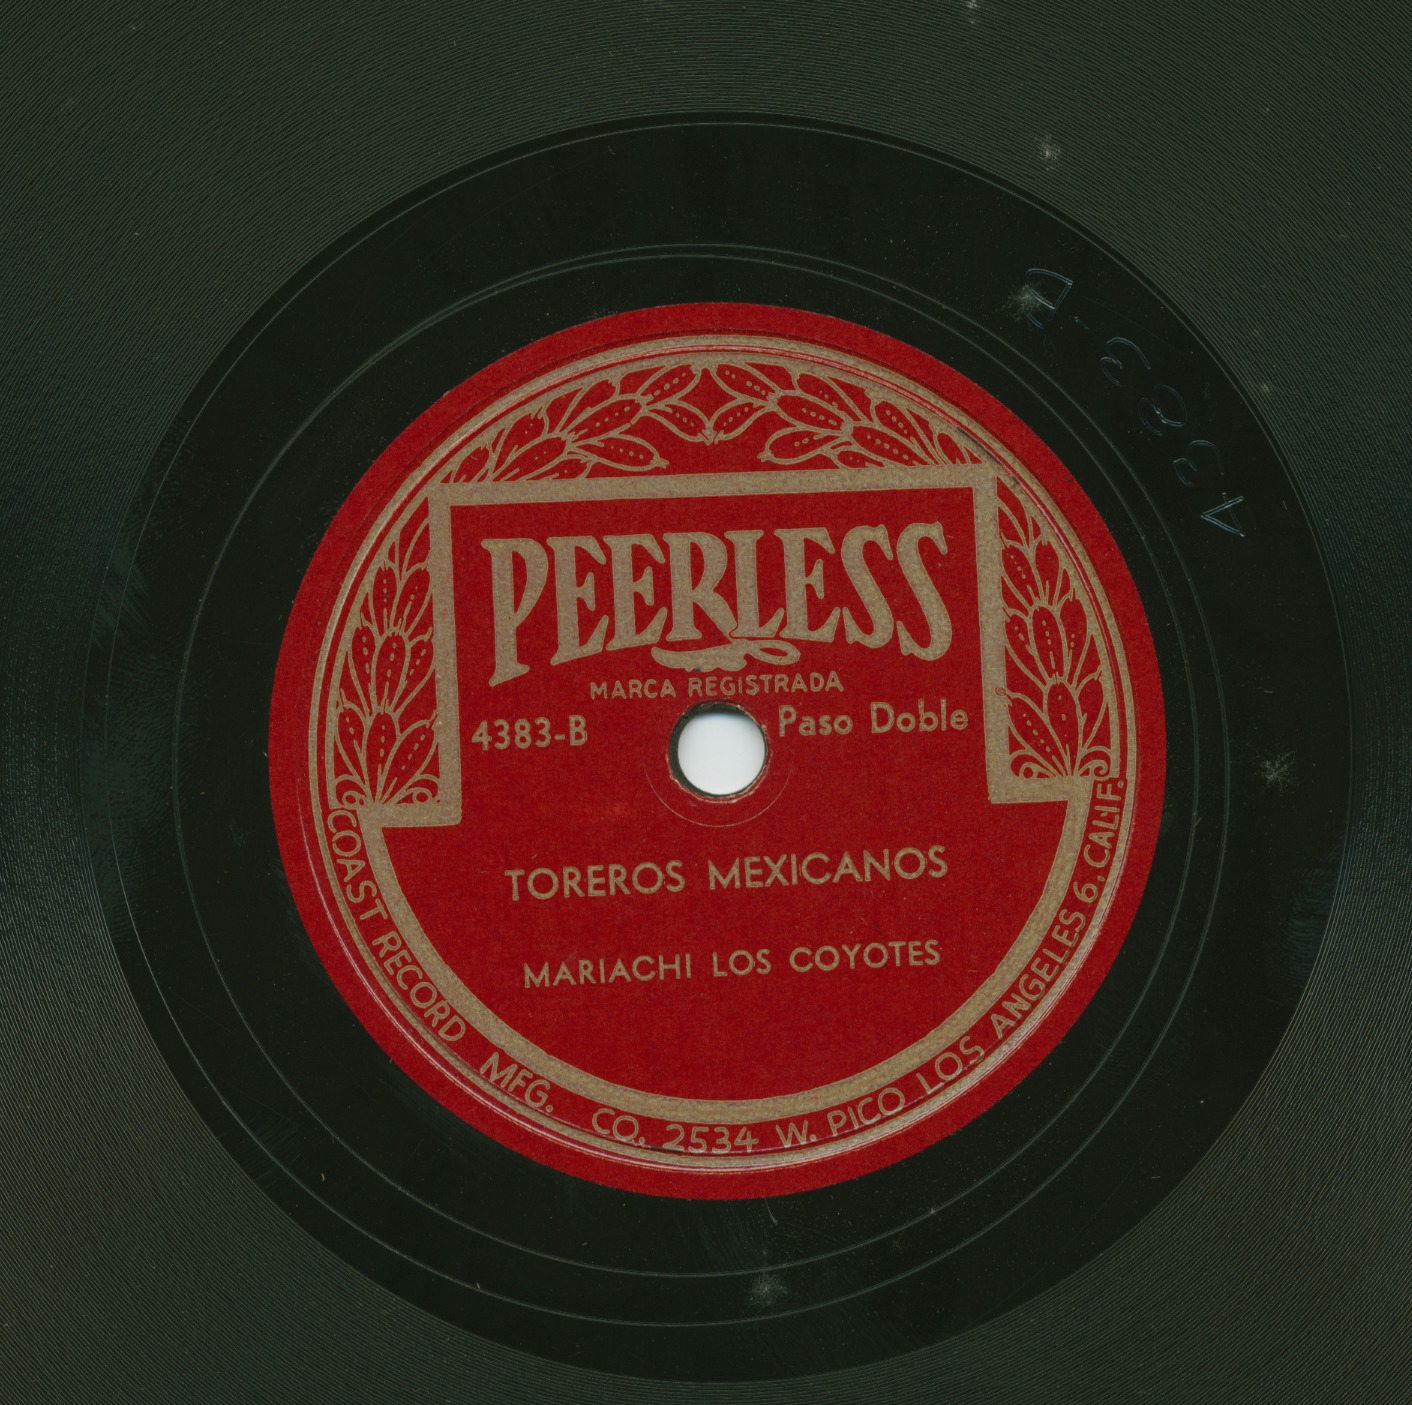 PEERLESS
MARCA REGISTRADA
4383-B Paso Doble
TOREROS MEXICANOS
MARIACHI LOS COYOTES
COAST RECORD MFG. CO. 2534 W. PICO LOS ANGELES 6. CALIF.